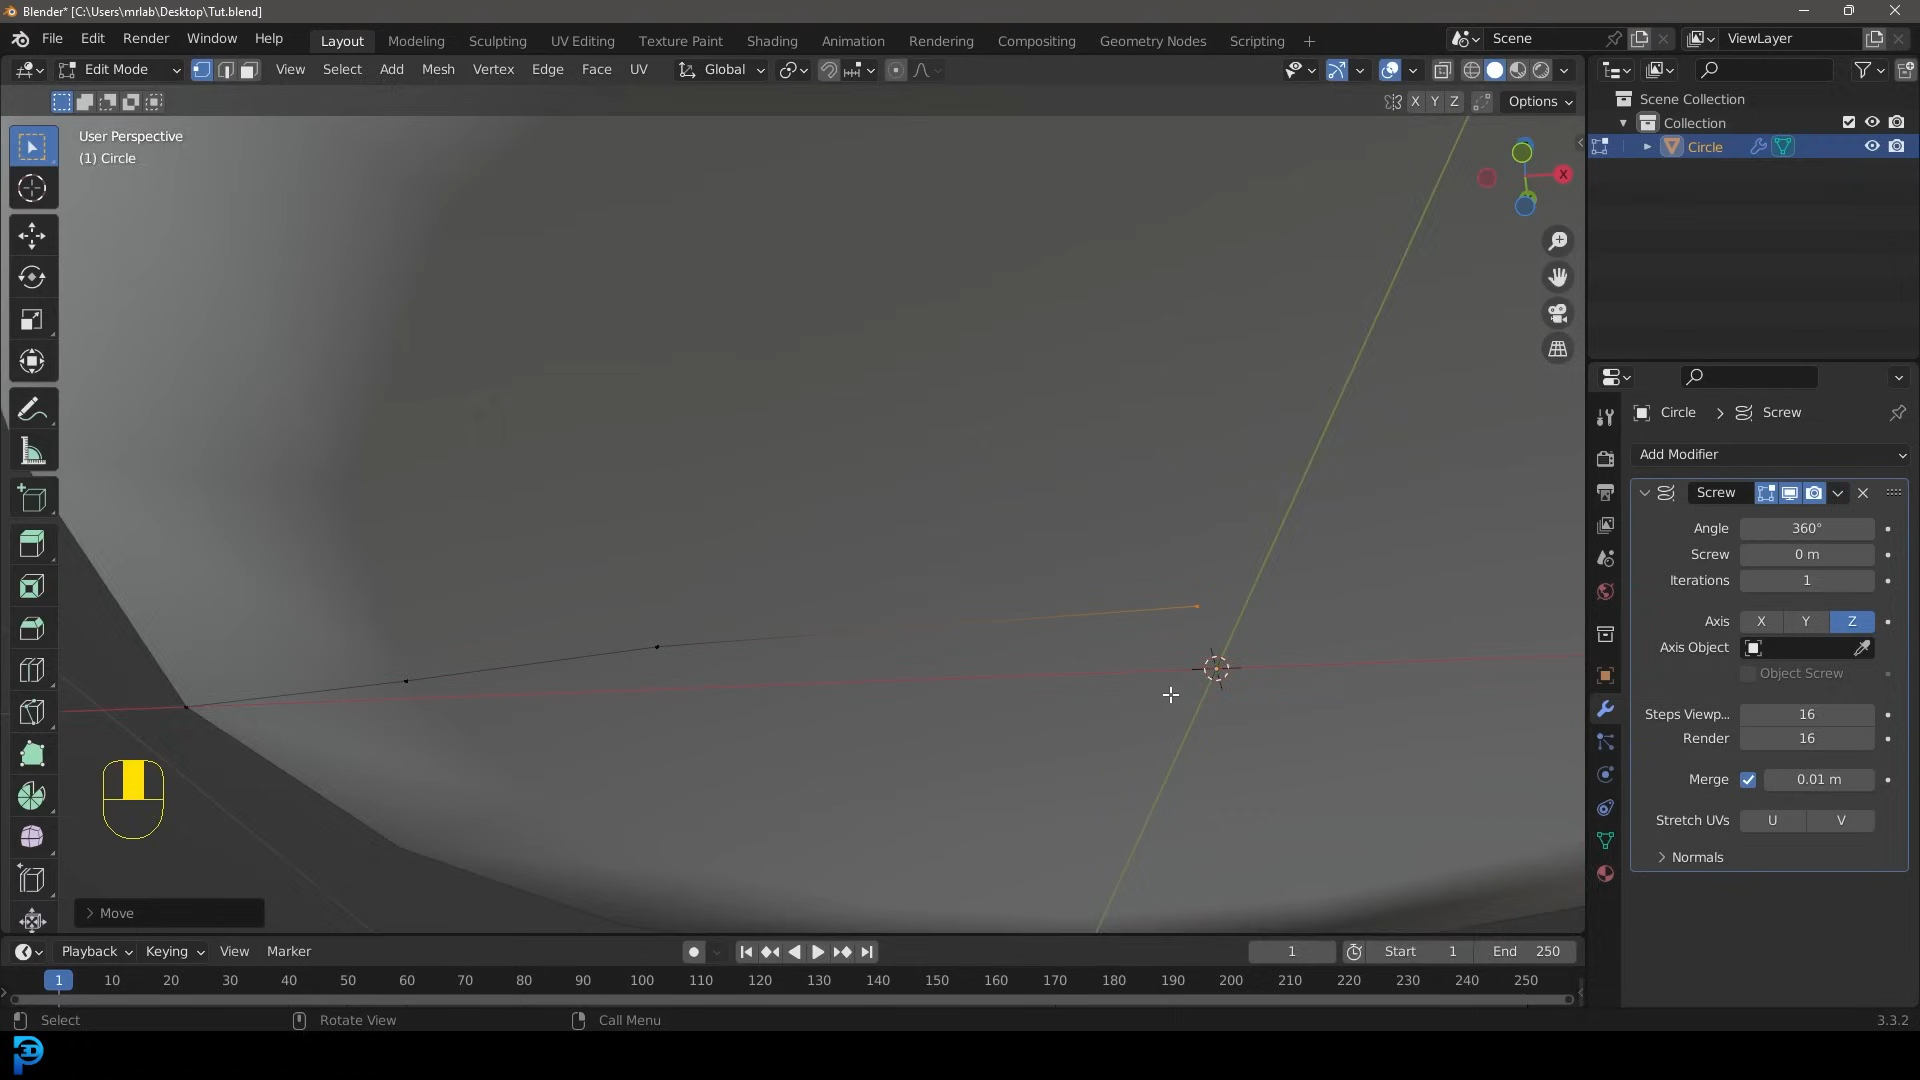 Blender* [C:\Users\mrlab\Desktop\Tut.blend]
File Edit Render Window Help Layout Modeling Sculpting UV Editing Texture Paint Shading Animation Rendering Compositing Geometry Nodes Scripting + Scene ViewLayer
Edit Mode View Select Add Mesh Vertex Edge Face UV Global
X Y Z Options
Scene Collection
Collection
Circle
User Perspective
(1) Circle
X
Circle > Screw
Add Modifier
Screw
Angle 360°
Screw 0 m
Iterations 1
Axis X Y Z
Axis Object
Object Screw
Steps Viewp... 16
Render 16
Merge 0.01 m
Stretch UVs U V
Normals
> Move
Playback Keying View Marker 1 Start 1 End 250
1 10 20 30 40 50 60 70 80 90 100 110 120 130 140 150 160 170 180 190 200 210 220 230 240 250
Select Rotate View Call Menu 3.3.2